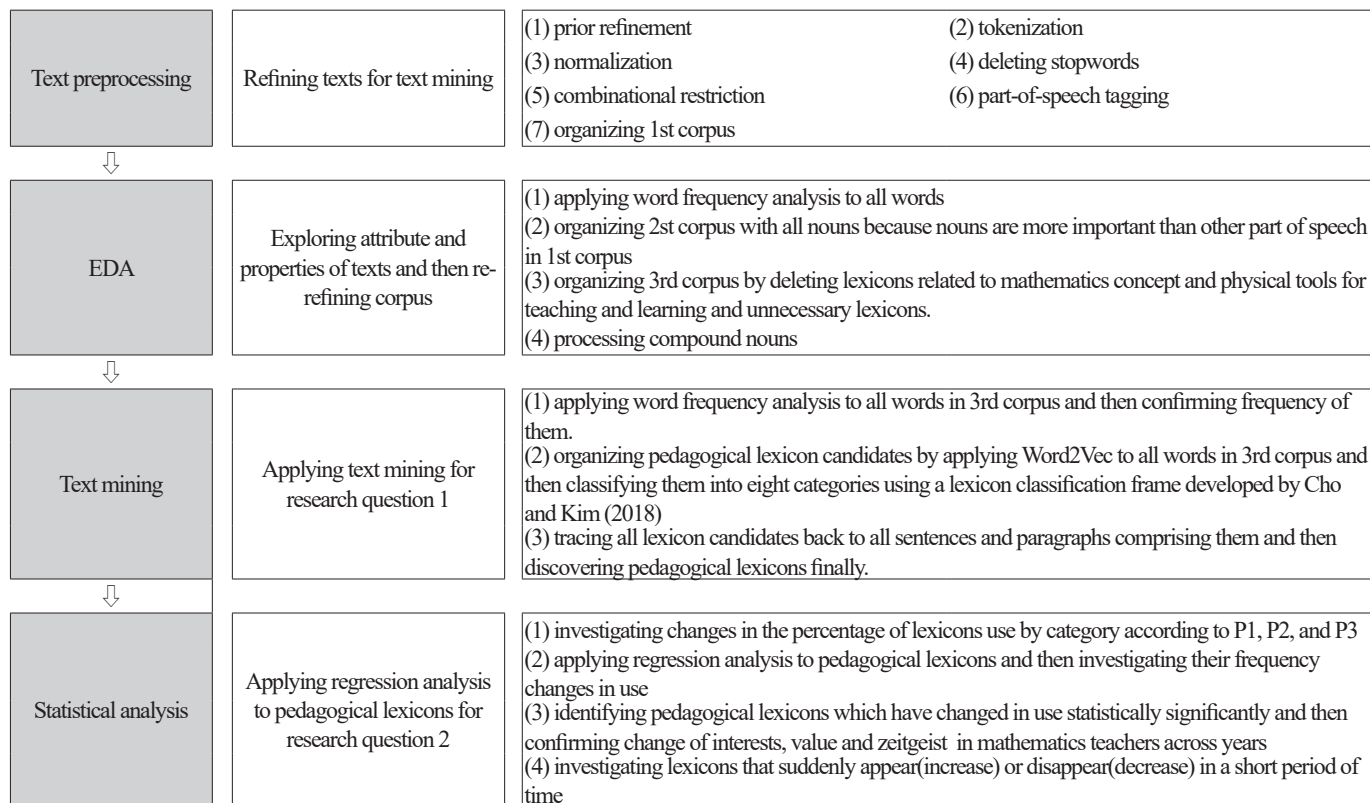 Text preprocessing
Refining texts for text mining
(1) prior refinement (2) tokenization
(3) normalization (4) deleting stopwords
(5) combinational restriction (6) part-of-speech tagging
(7) organizing 1st corpus
EDA
Exploring attribute and
properties of texts and then re-
refining corpus
(1) applying word frequency analysis to all words
(2) organizing 2st corpus with all nouns because nouns are more important than other part of speech
in 1st corpus
(3) organizing 3rd corpus by deleting lexicons related to mathematics concept and physical tools for
teaching and learning and unnecessary lexicons.
(4) processing compound nouns
Text mining
Applying text mining for
research question 1
(1) applying word frequency analysis to all words in 3rd corpus and then confirming frequency of
them.
(2) organizing pedagogical lexicon candidates by applying Word2Vec to all words in 3rd corpus and
then classifying them into eight categories using a lexicon classification frame developed by Cho
and Kim (2018)
(3) tracing all lexicon candidates back to all sentences and paragraphs comprising them and then
discovering pedagogical lexicons finally.
Statistical analysis
Applying regression analysis
to pedagogical lexicons for
research question 2
(1) investigating changes in the percentage of lexicons use by category according to P1, P2, and P3
(2) applying regression analysis to pedagogical lexicons and then investigating their frequency
changes in use
(3) identifying pedagogical lexicons which have changed in use statistically significantly and then
confirming change of interests, value and zeitgeist in mathematics teachers across years
(4) investigating lexicons that suddenly appear(increase) or disappear(decrease) in a short period of
time